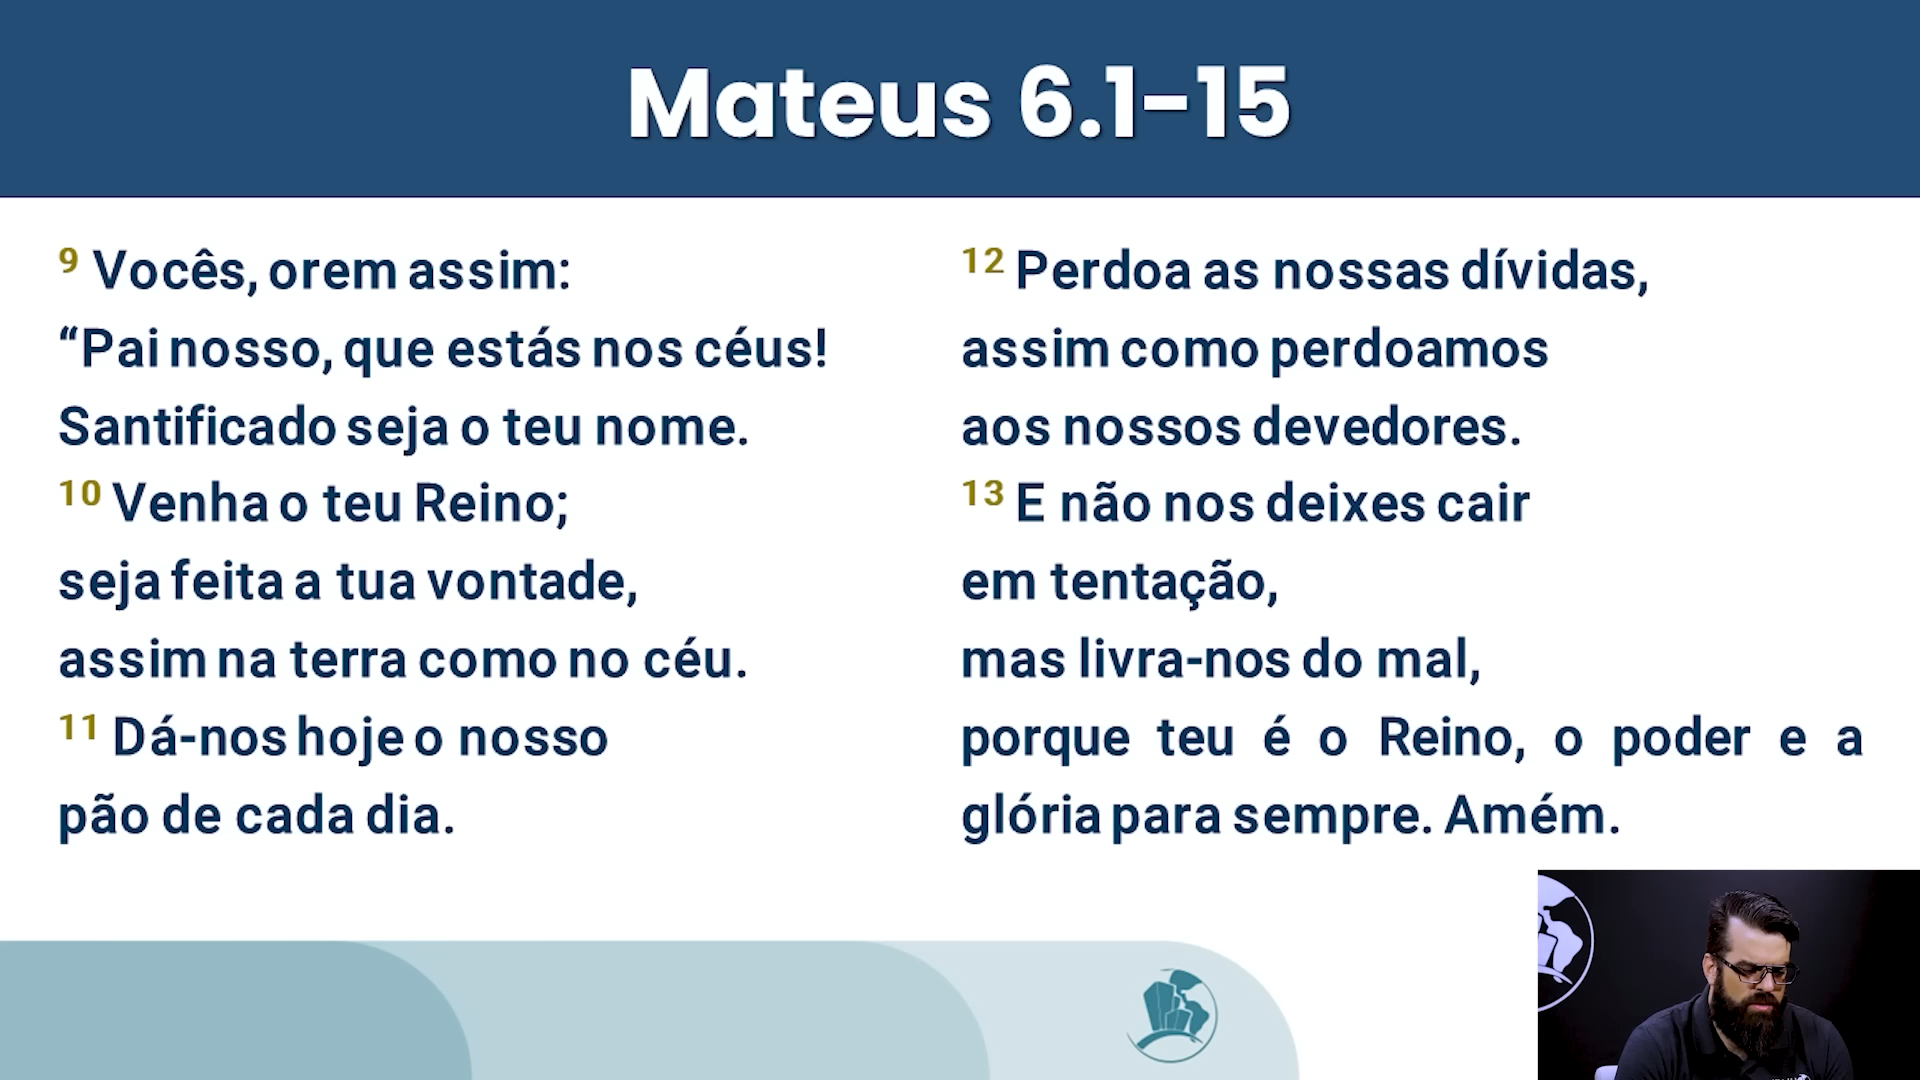 Mateus 6.1-15
9 Vocês, orem assim:
“Pai nosso, que estás nos céus!
Santificado seja o teu nome.
10 Venha o teu Reino;
seja feita a tua vontade,
assim na terra como no céu.
11 Dá-nos hoje o nosso
pão de cada dia.
12 Perdoa as nossas dívidas,
assim como perdoamos
aos nossos devedores.
13 E não nos deixes cair
em tentação,
mas livra-nos do mal,
porque teu é o Reino, o poder e a
glória para sempre. Amém.